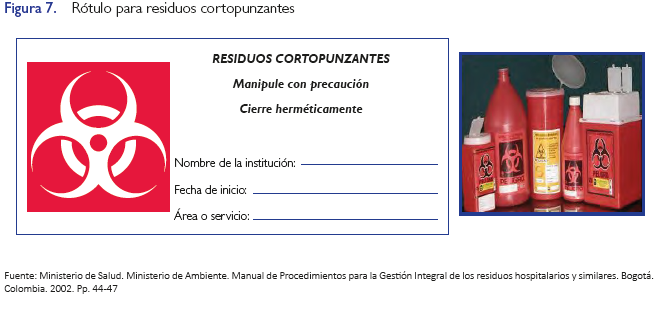 Figura 7. Rótulo para residuos cortopunzantes
RESIDUOS CORTOPUNZANTES
Manipule con precaución
Cierre herméticamente
Nombre de la institución:
Fecha de inicio:
Área o servicio:
PELIGRO
Fuente: Ministerio de Salud. Ministerio de Ambiente. Manual de Procedimientos para la Gestión Integral de los residuos hospitalarios y similares. Bogotá.
Colombia. 2002. Pp. 44-47